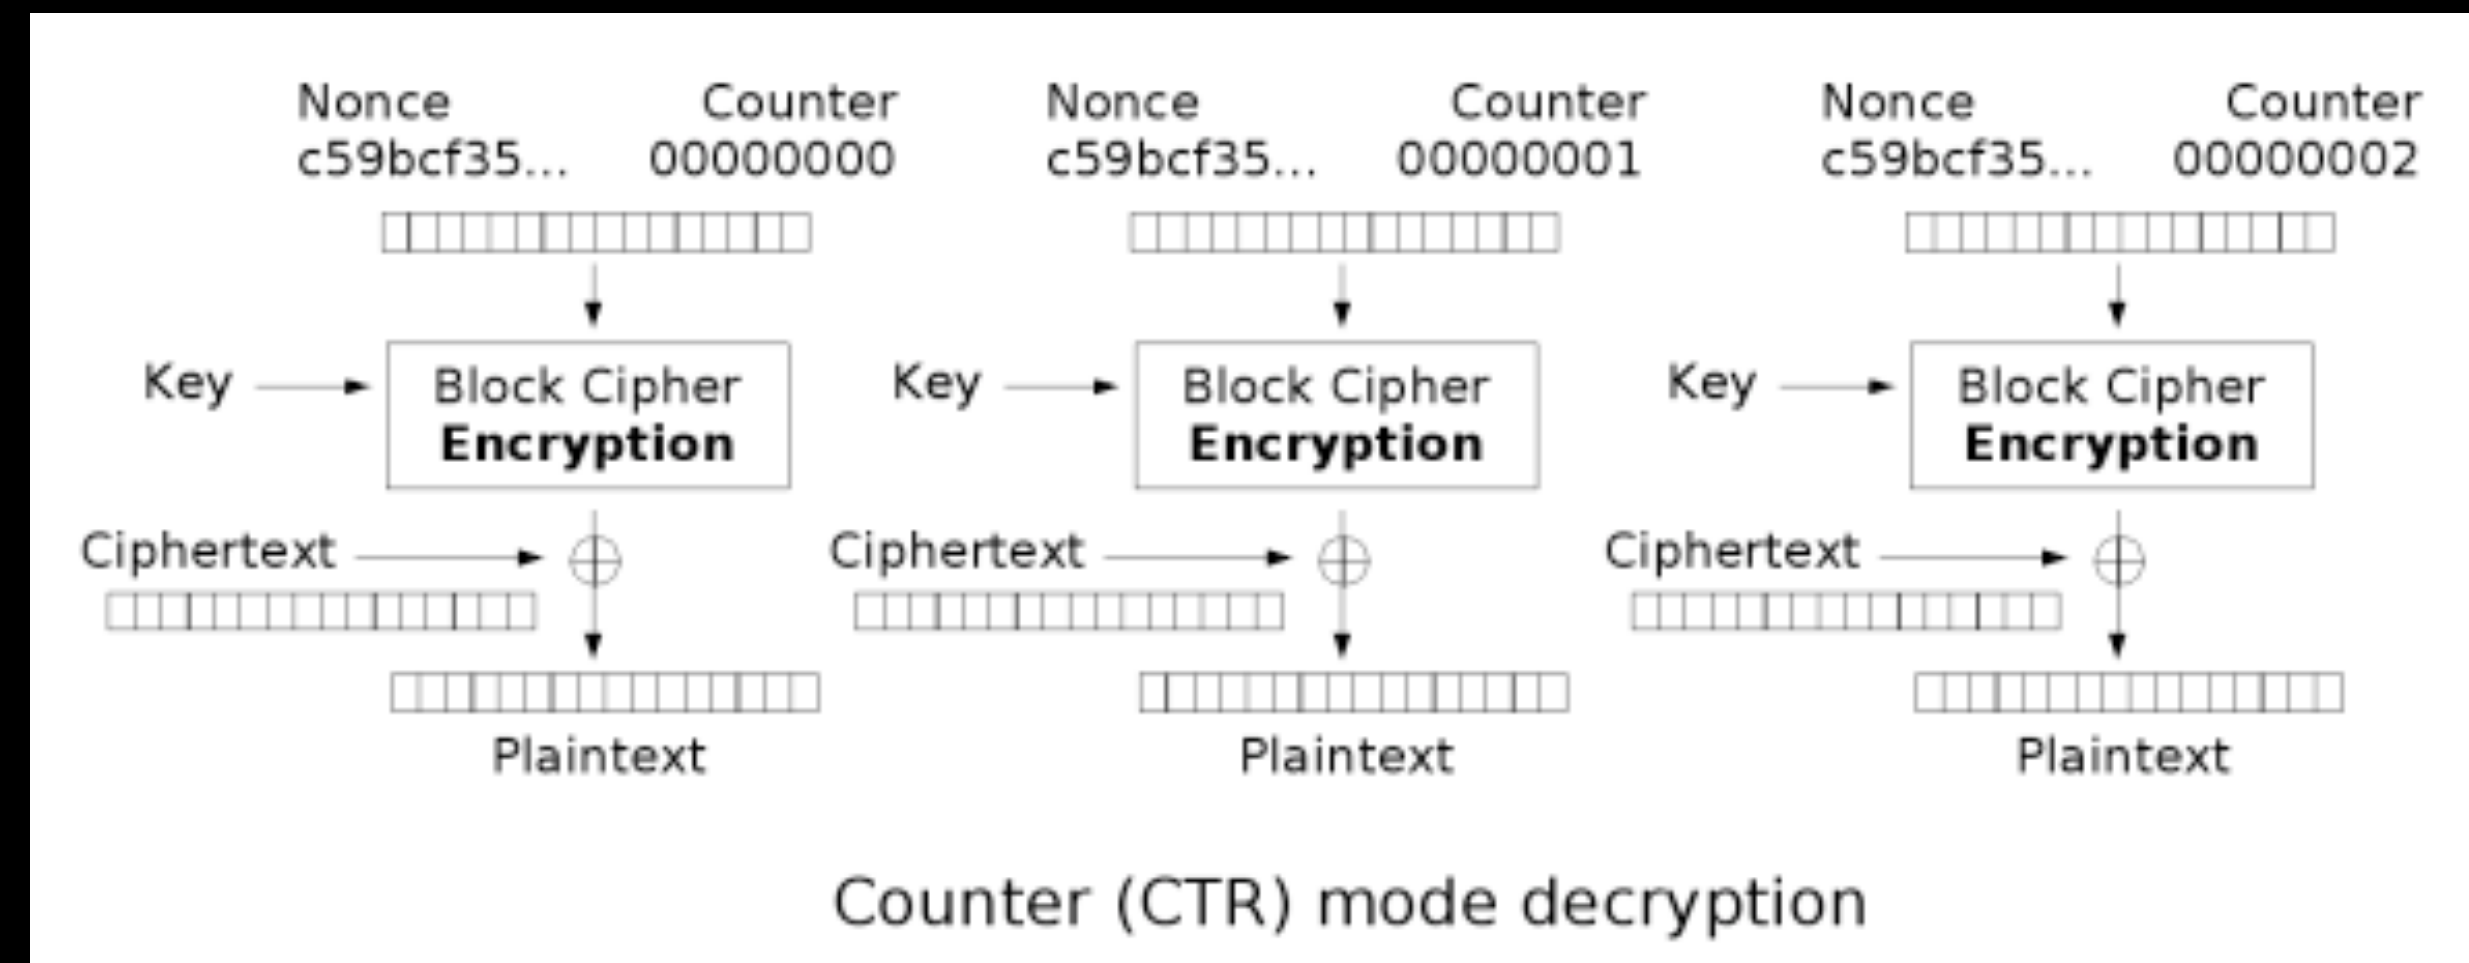 Nonce Counter Nonce Counter Nonce Counter
c59bcf35... 00000000 c59bcf35... 00000001 c59bcf35... 00000002
Key Block Cipher Key Block Cipher Key Block Cipher
Encryption Encryption Encryption
Ciphertext Ciphertext Ciphertext
Plaintext Plaintext Plaintext
Counter (CTR) mode decryption